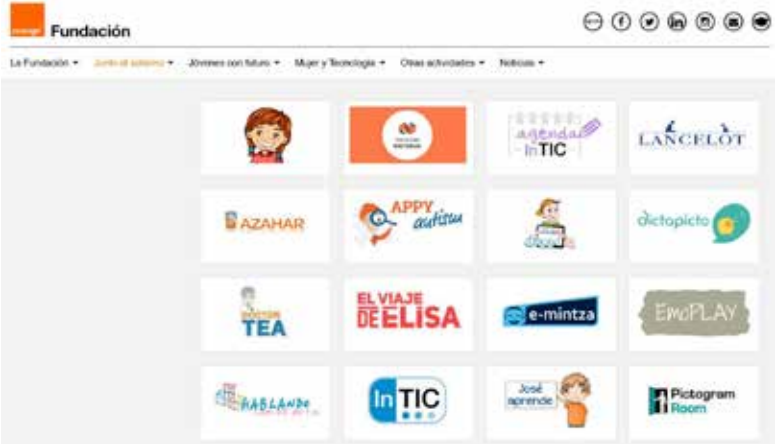 Fundación
La Fundación
Junto al autismo
Jóvenes con futuro
Mujer y Tecnología
Otras actividades
Noticias
agenda
InTIC
LANCELOT
AZAHAR
APPY
autism
dictapicto
DOCTOR
TEA
EL VIAJE
DE ELISA
e-mintza
EmoPLAY
HABLANDO
InTIC
José
aprende
Pictogram
Room